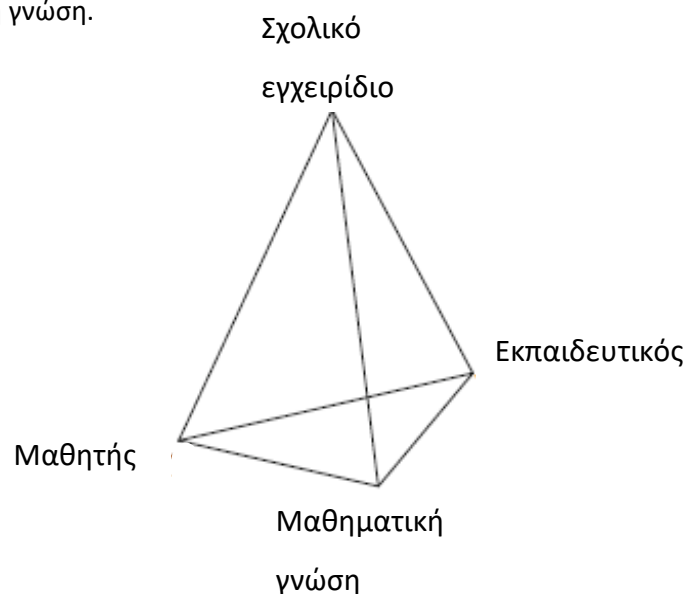 γνώση.
Σχολικό
εγχειρίδιο
Εκπαιδευτικός
Μαθητής
Μαθηματική
γνώση